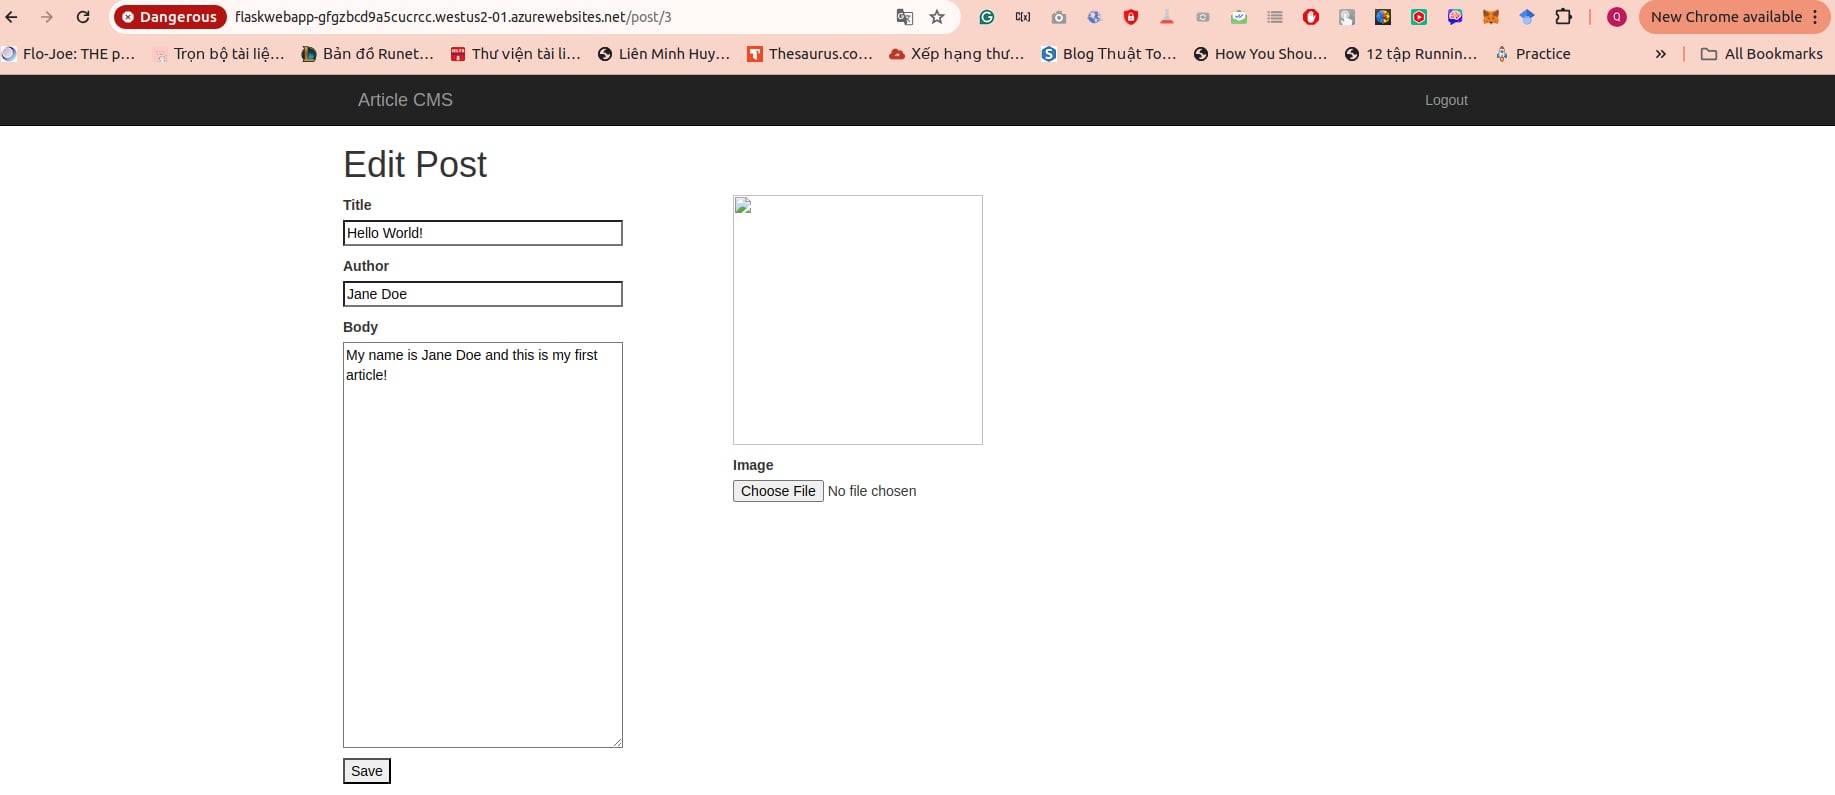 Dangerous flaskwebapp-gfgzbcd9a5cucrcc.westus2-01.azurewebsites.net/post/3 New Chrome available
Flo-Joe: THE p... Trọn bộ tài liệ... Bản đồ Runet... Thư viện tài li... Liên Minh Huy... Thesaurus.co... Xếp hạng thư... Blog Thuật To... How You Shou... 12 tập Runnin... Practice » All Bookmarks
Article CMS Logout
Edit Post
Title
Hello World!
Author
Jane Doe
Body
My name is Jane Doe and this is my first
article!
Image
Choose File No file chosen
Save